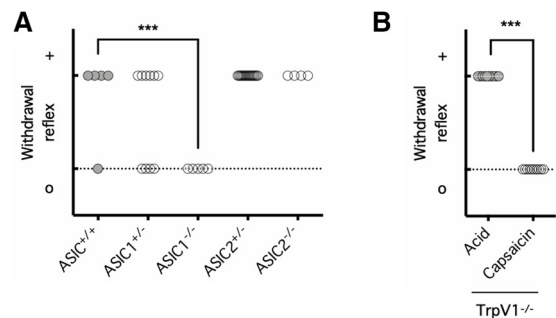 A
***
+
Withdrawal
reflex
o
ASIC+/+
ASIC1+/-
ASIC1-/-
ASIC2+/-
ASIC2-/-
B
***
+
Withdrawal
reflex
o
Acid
Capsaicin
TrpV1-/-